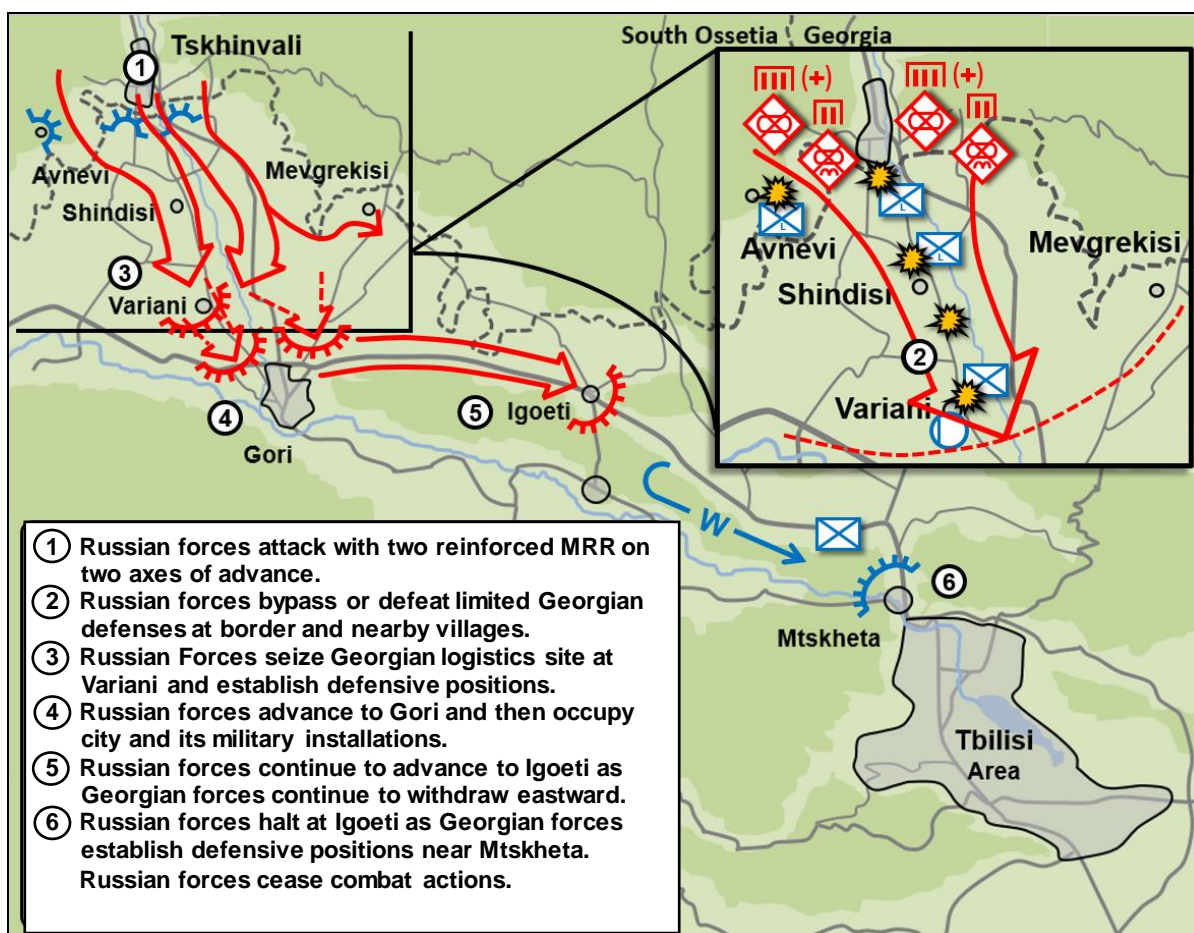 Tskhinvali
South Ossetia Georgia
1
(+) (+)
Avnevi
Mevgrekisi
Shindisi
3
Variani
L
L
L
Avnevi
Mevgrekisi
Shindisi
2
Variani
4
Gori
5
Igoeti
W
6
Mtskheta
Tbilisi
Area
1 Russian forces attack with two reinforced MRR on
two axes of advance.
2 Russian forces bypass or defeat limited Georgian
defenses at border and nearby villages.
3 Russian Forces seize Georgian logistics site at
Variani and establish defensive positions.
4 Russian forces advance to Gori and then occupy
city and its military installations.
5 Russian forces continue to advance to Igoeti as
Georgian forces continue to withdraw eastward.
6 Russian forces halt at Igoeti as Georgian forces
establish defensive positions near Mtskheta.
Russian forces cease combat actions.